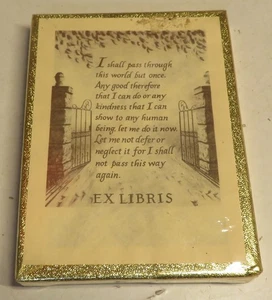 I shall pass through
this world but once.
Any good therefore
that I can do or any
kindness that I can
show to any human
being, let me do it now.
Let me not defer or
neglect it for I shall
not pass this way
again.
EX LIBRIS